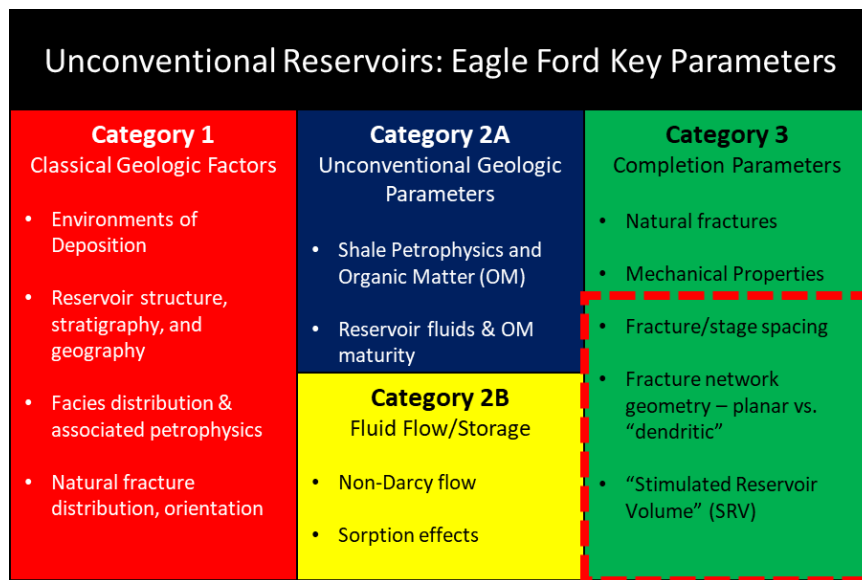 Unconventional Reservoirs: Eagle Ford Key Parameters
Category 1
Classical Geologic Factors
• Environments of
Deposition
• Reservoir structure,
stratigraphy, and
geography
• Facies distribution &
associated petrophysics
• Natural fracture
distribution, orientation
Category 2A
Unconventional Geologic
Parameters
• Shale Petrophysics and
Organic Matter (OM)
• Reservoir fluids & OM
maturity
Category 2B
Fluid Flow/Storage
• Non-Darcy flow
• Sorption effects
Category 3
Completion Parameters
• Natural fractures
• Mechanical Properties
• Fracture/stage spacing
• Fracture network
geometry – planar vs.
“dendritic”
• “Stimulated Reservoir
Volume” (SRV)